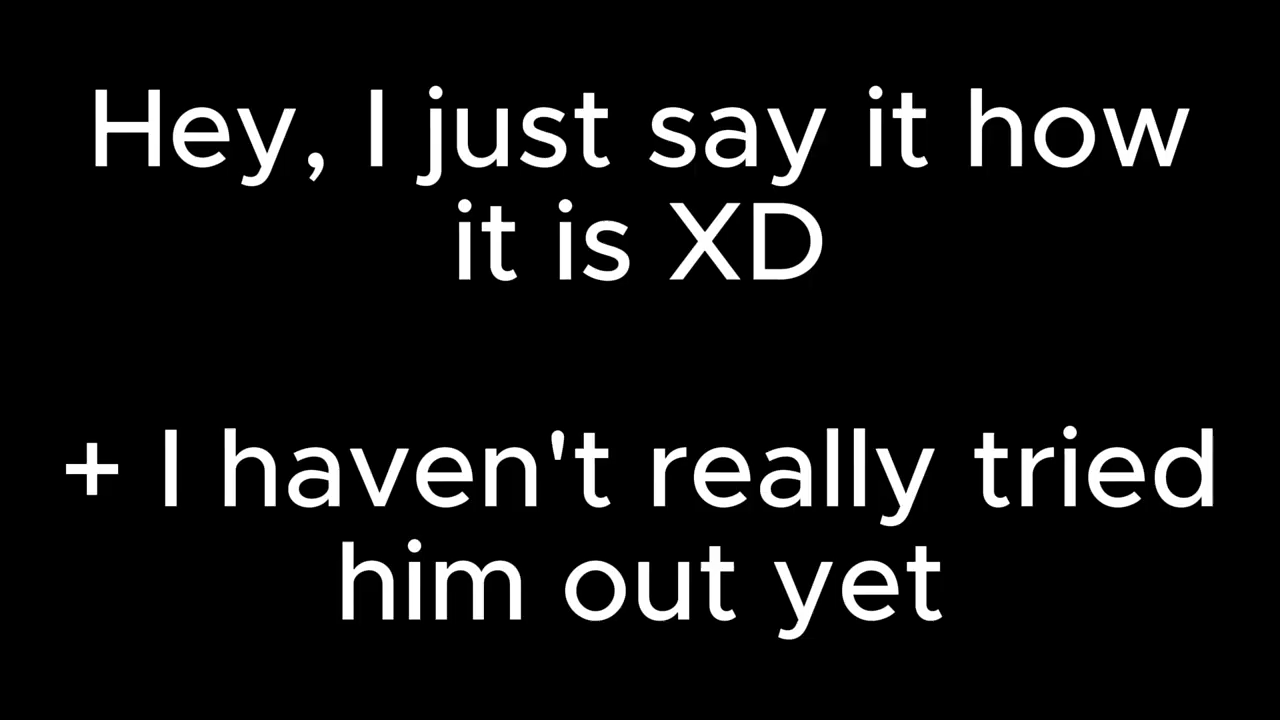 Hey, I just say it how
it is XD
+ I haven't really tried
him out yet